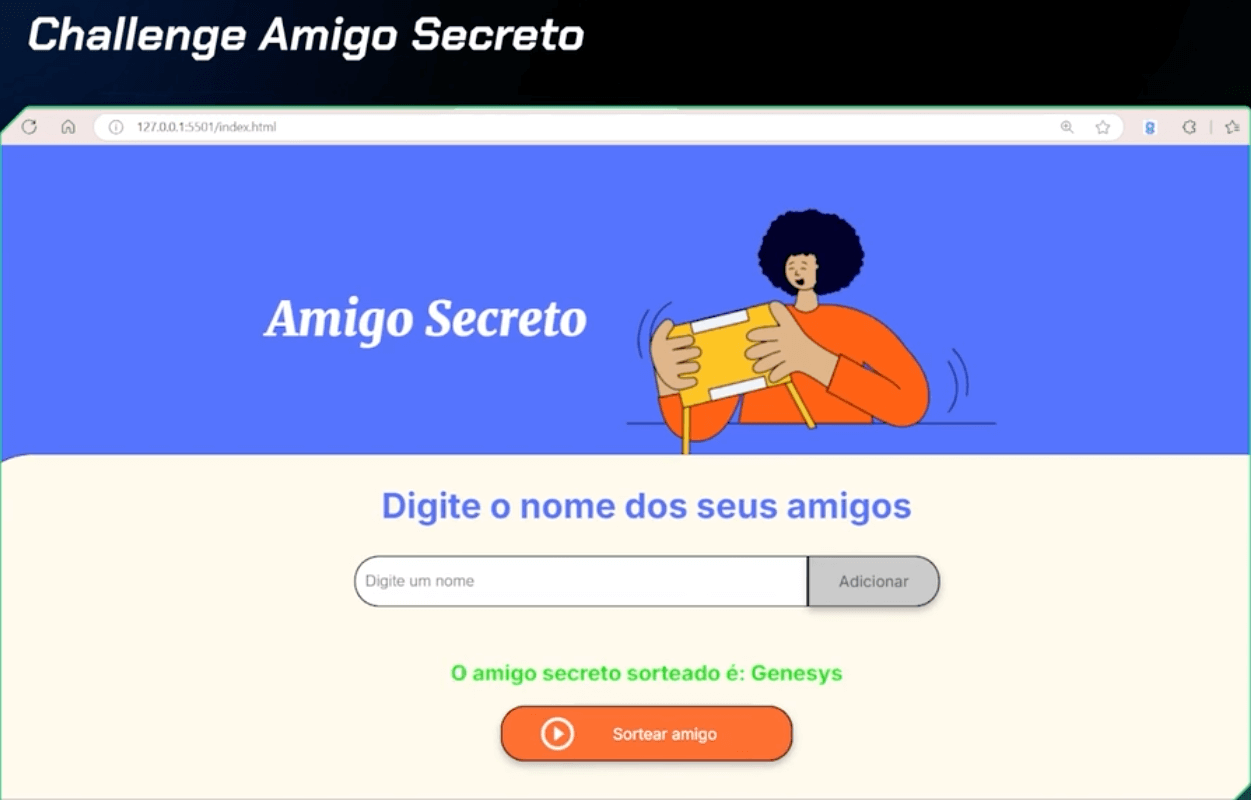 Challenge Amigo Secreto
127.0.0.1:5501/index.html
Amigo Secreto
Digite o nome dos seus amigos
Digite um nome
Adicionar
O amigo secreto sorteado é: Genesys
Sortear amigo